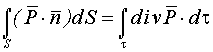 ∫_S (P̅ · n̅) dS = ∫_τ div P̅ · dτ